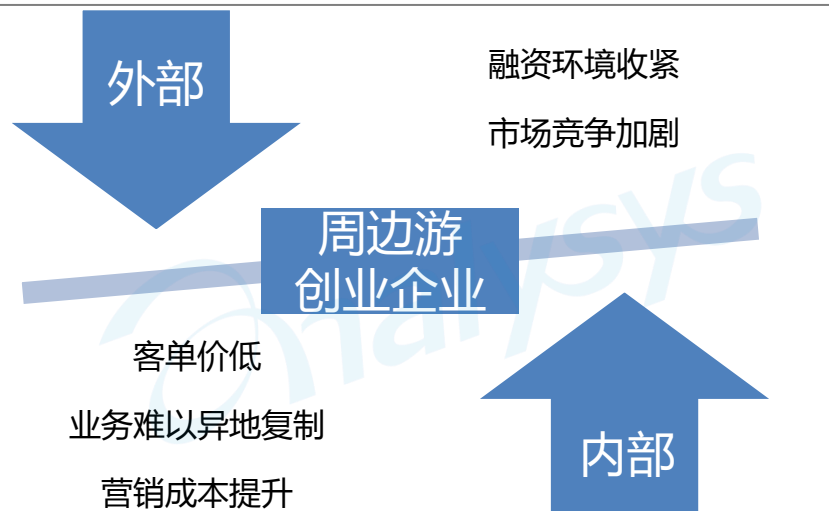 外部
融资环境收紧
市场竞争加剧
周边游
创业企业
客单价低
业务难以异地复制
营销成本提升
内部
analysys